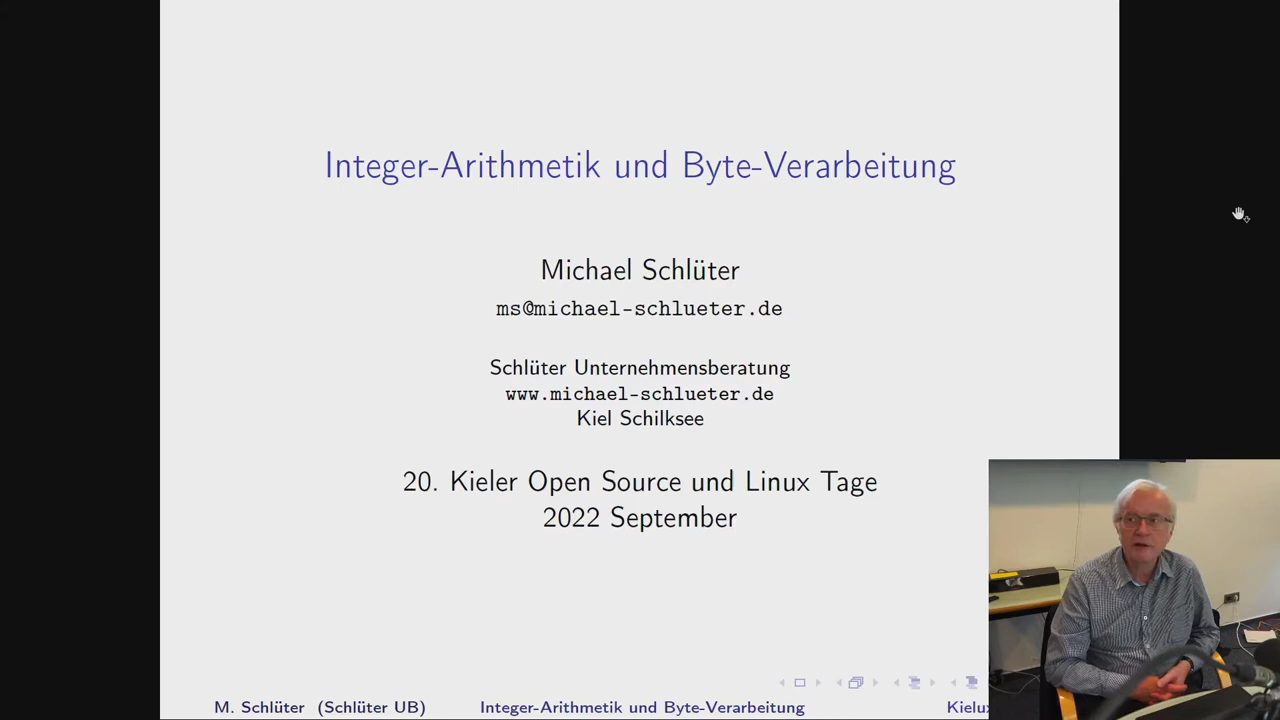 Integer-Arithmetik und Byte-Verarbeitung
Michael Schlüter
ms@michael-schlueter.de
Schlüter Unternehmensberatung
www.michael-schlueter.de
Kiel Schilksee
20. Kieler Open Source und Linux Tage
2022 September
M. Schlüter (Schlüter UB) Integer-Arithmetik und Byte-Verarbeitung